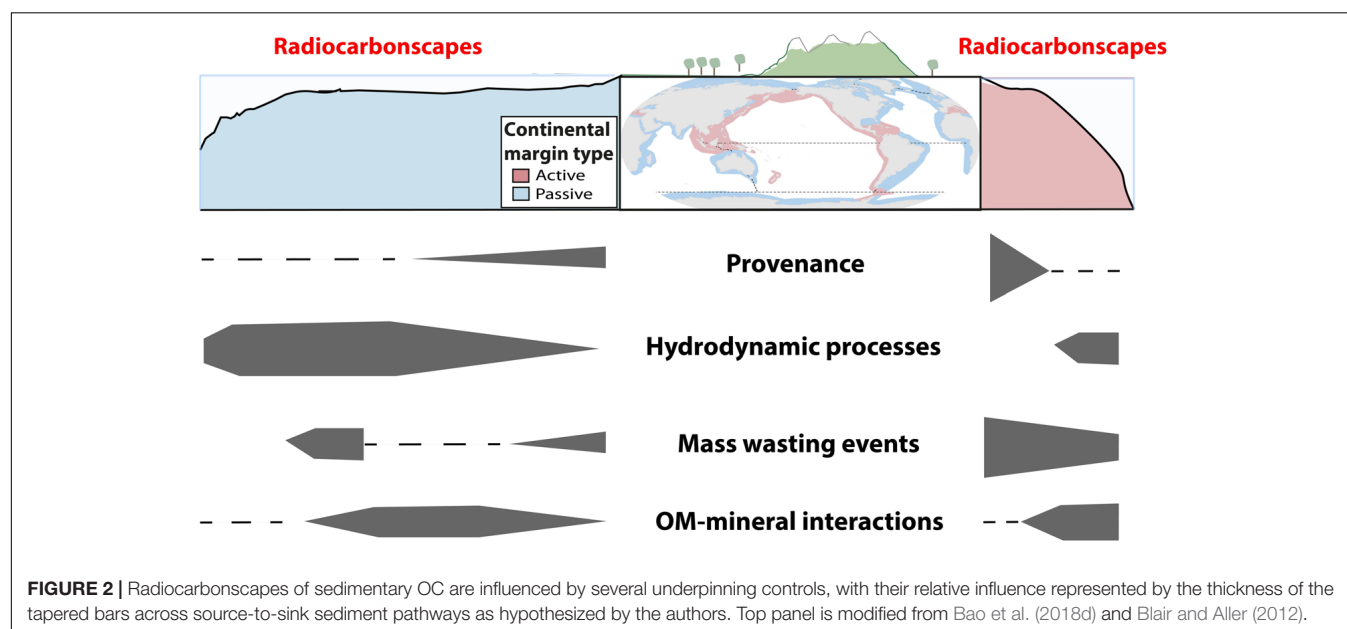 Radiocarbonscapes
Radiocarbonscapes
Continental
margin type
Active
Passive
Provenance
Hydrodynamic processes
Mass wasting events
OM-mineral interactions
FIGURE 2 | Radiocarbonscapes of sedimentary OC are influenced by several underpinning controls, with their relative influence represented by the thickness of the
tapered bars across source-to-sink sediment pathways as hypothesized by the authors. Top panel is modified from Bao et al. (2018d) and Blair and Aller (2012).